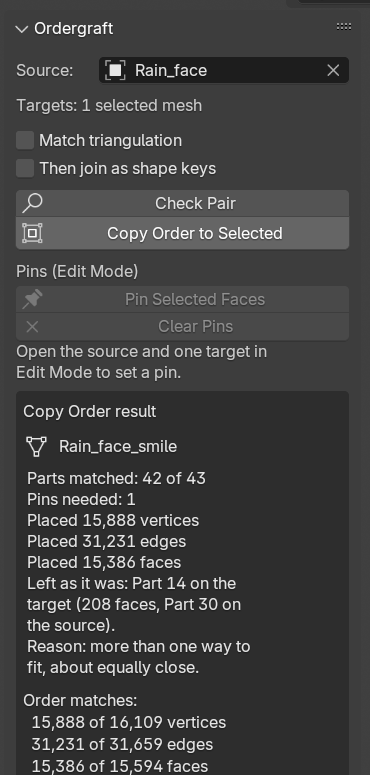 Ordergraft
Source: Rain_face
Targets: 1 selected mesh
Match triangulation
Then join as shape keys
Check Pair
Copy Order to Selected
Pins (Edit Mode)
Pin Selected Faces
Clear Pins
Open the source and one target in
Edit Mode to set a pin.
Copy Order result
Rain_face_smile
Parts matched: 42 of 43
Pins needed: 1
Placed 15,888 vertices
Placed 31,231 edges
Placed 15,386 faces
Left as it was: Part 14 on the
target (208 faces, Part 30 on
the source).
Reason: more than one way to
fit, about equally close.
Order matches:
15,888 of 16,109 vertices
31,231 of 31,659 edges
15,386 of 15,594 faces